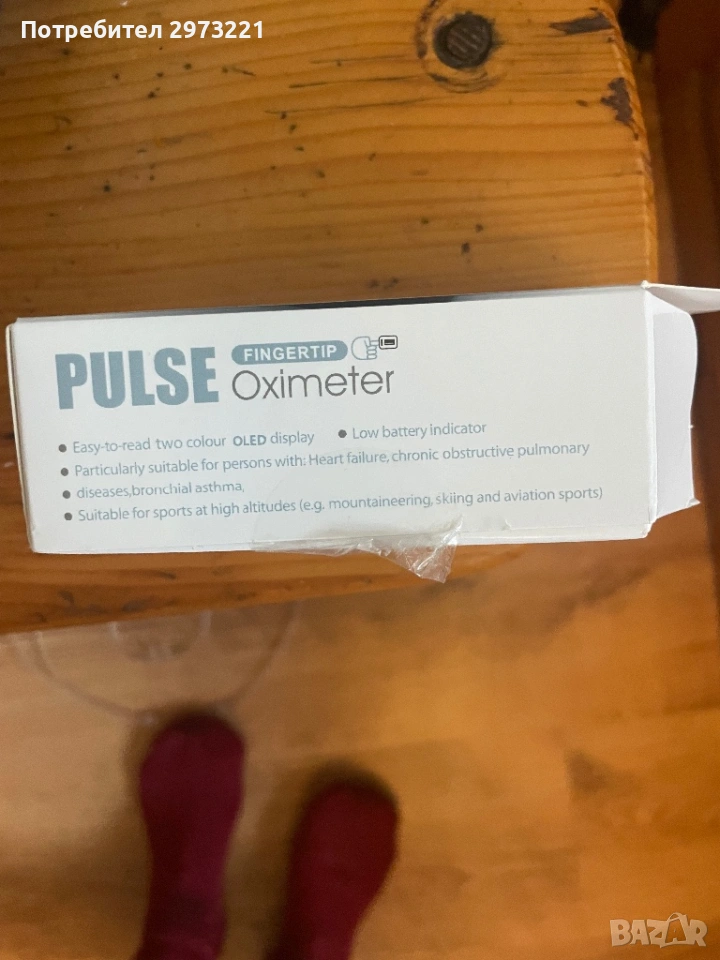 Потребител 2973221
PULSE FINGERTIP
Oximeter
• Easy-to-read two colour OLED display • Low battery indicator
• Particularly suitable for persons with: Heart failure, chronic obstructive pulmonary
• diseases,bronchial asthma,
• Suitable for sports at high altitudes (e.g. mountaineering, skiing and aviation sports)
BAZAR